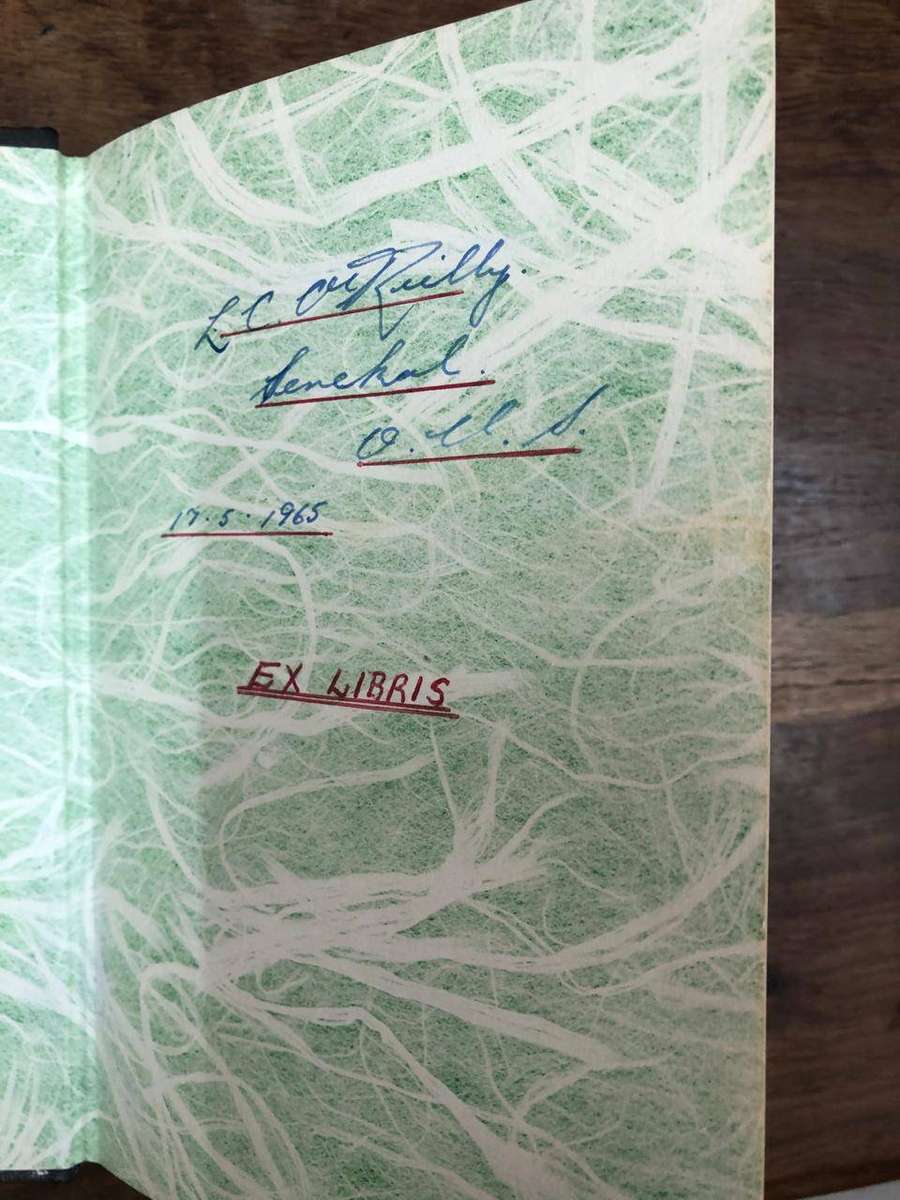 L C O'Reilly.
Senekal.
O. V. S.
17.5.1965
EX LIBRIS